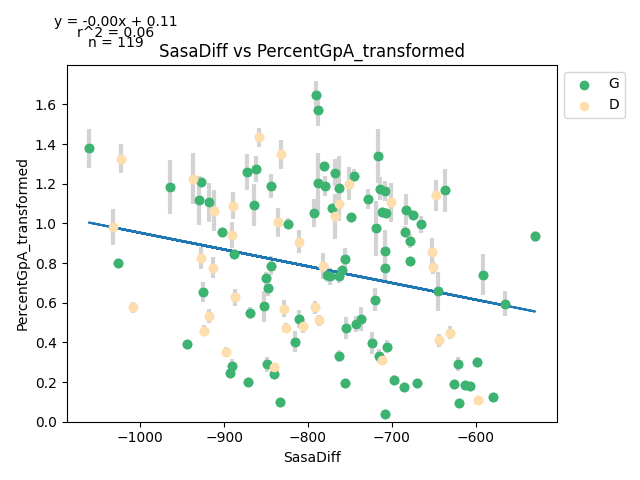 y = -0.00x + 0.11
r^2 = 0.06
n = 119
SasaDiff vs PercentGpA_transformed
G
D
1.6
1.4
1.2
1.0
0.8
0.6
0.4
0.2
0.0
PercentGpA_transformed
−1000
−900
−800
−700
−600
SasaDiff